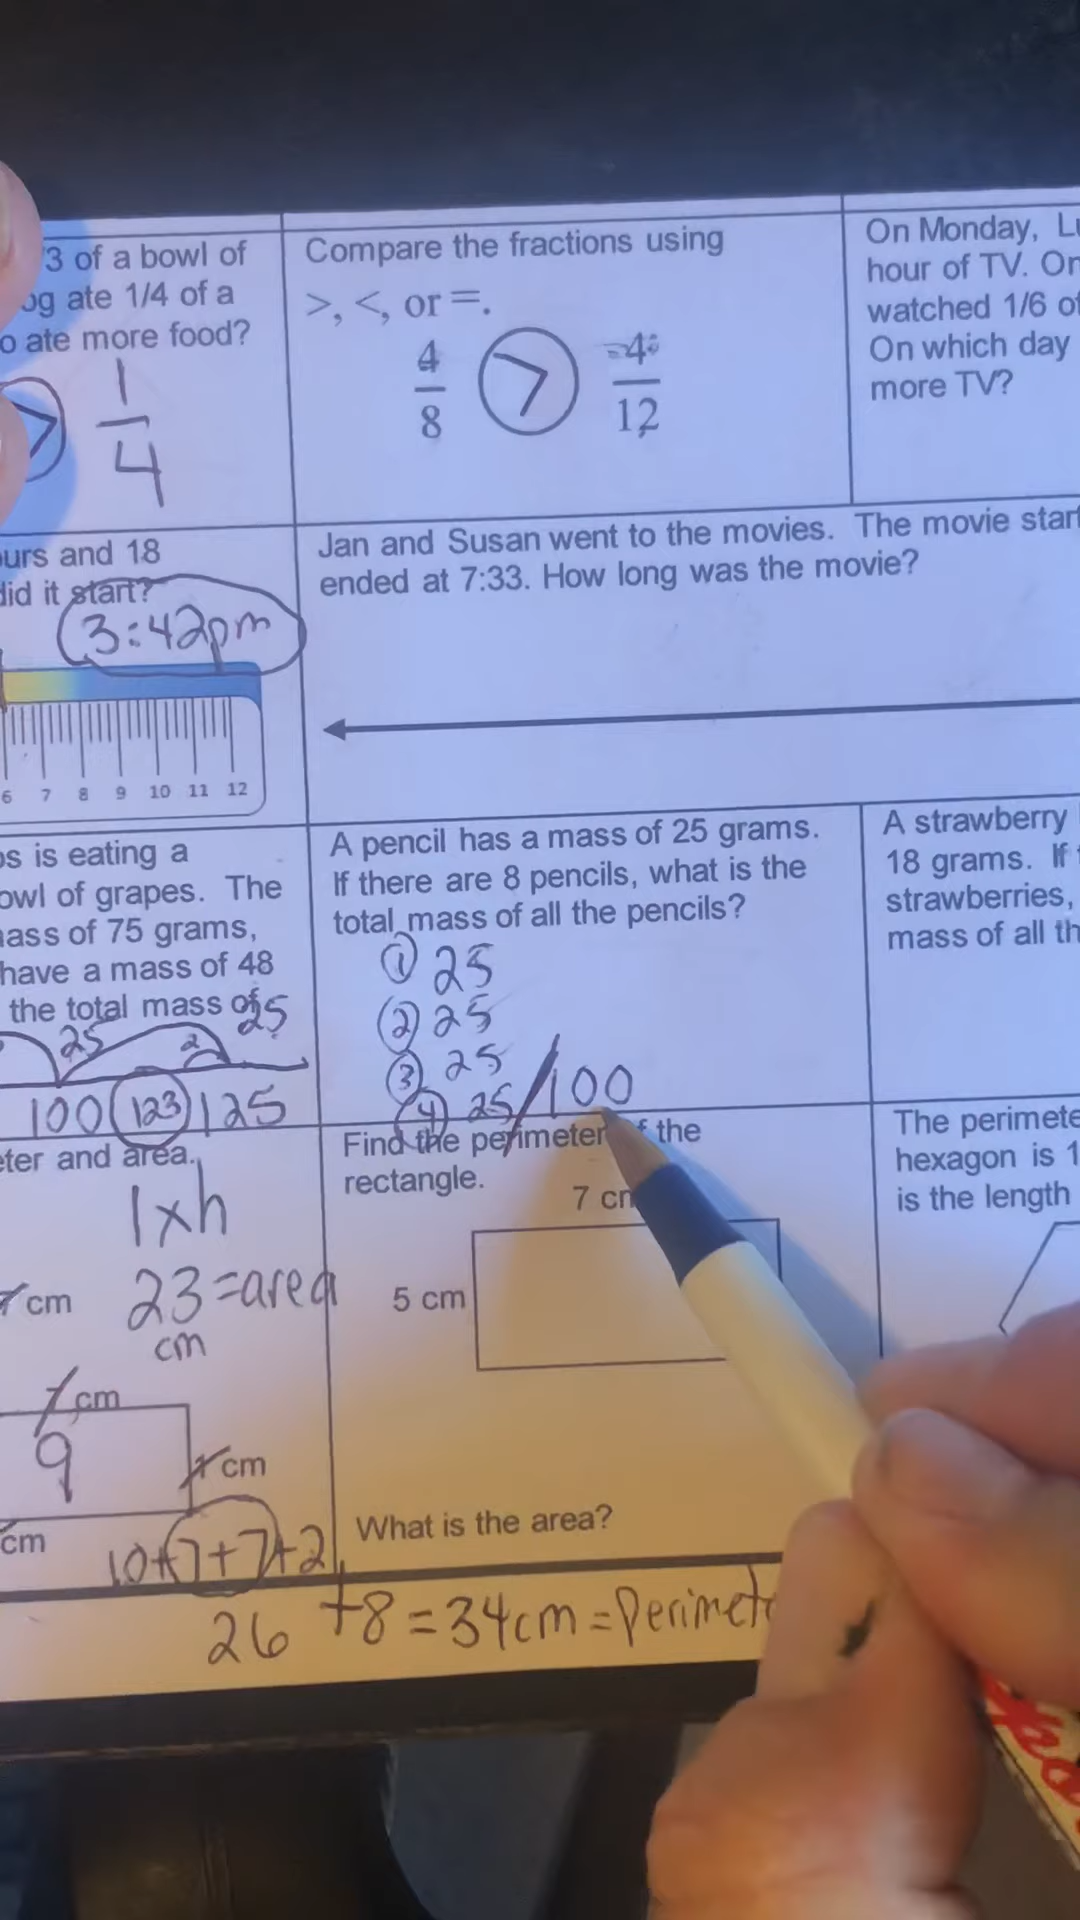 3 of a bowl of
og ate 1/4 of a
o ate more food?
>
1
4
Compare the fractions using
>, <, or =.
4
8
>
4
12
On Monday, Lu
hour of TV. On
watched 1/6 of
On which day
more TV?
ours and 18
did it start?
3:42pm
6 7 8 9 10 11 12
Jan and Susan went to the movies. The movie start
ended at 7:33. How long was the movie?
os is eating a
owl of grapes. The
ass of 75 grams,
have a mass of 48
the total mass of
25
25 2
100 123 125
A pencil has a mass of 25 grams.
If there are 8 pencils, what is the
total mass of all the pencils?
1 25
2 25
3 25
4 25 100
A strawberry
18 grams. If
strawberries,
mass of all th
eter and area.
l x h
cm
23 = area
cm
cm
9
cm
cm
10+7+7+2
26 +8 = 34cm = Perimet
Find the perimeter of the
rectangle.
7 cm
5 cm
What is the area?
The perimete
hexagon is 1
is the length